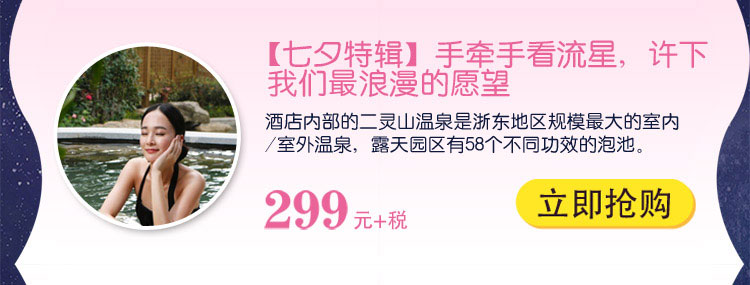 【七夕特辑】手牵手看流星，许下
我们最浪漫的愿望
酒店内部的二灵山温泉是浙东地区规模最大的室内
/室外温泉，露天园区有58个不同功效的泡池。
299元+税
立即抢购